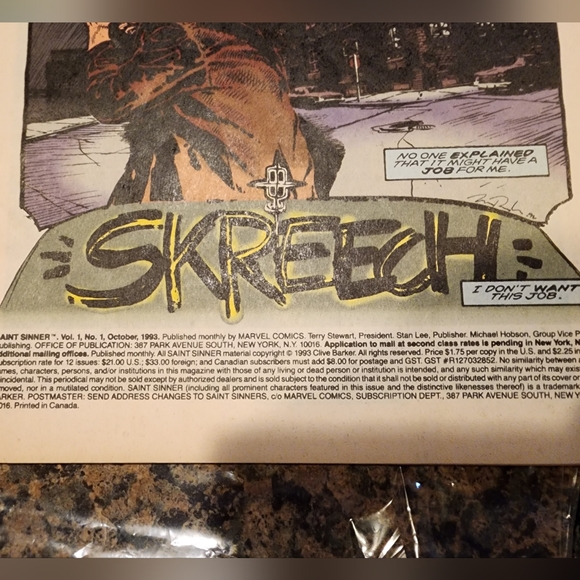 NO ONE EXPLAINED
THAT IT MIGHT HAVE A
JOB FOR ME.
SKREECH
I DON'T WANT
THIS JOB.
SAINT SINNER™. Vol. 1, No. 1, October, 1993. Published monthly by MARVEL COMICS. Terry Stewart, President. Stan Lee, Publisher. Michael Hobson, Group Vice
Publishing. OFFICE OF PUBLICATION: 387 PARK AVENUE SOUTH, NEW YORK, N.Y. 10016. Application to mail at second class rates is pending in New York, N
additional mailing offices. Published monthly. All SAINT SINNER material copyright © 1993 Clive Barker. All rights reserved. Price $1.75 per copy in the U.S. and $2.25 in
subscription rate for 12 issues: $21.00 U.S.; $33.00 foreign; and Canadian subscribers must add $8.00 for postage and GST. GST #R127032852. No similarity between
ames, characters, persons, and/or institutions in this magazine with those of any living or dead person or institution is intended, and any such similarity which may exist
incidental. This periodical may not be sold except by authorized dealers and is sold subject to the condition that it shall not be sold or distributed with any part of its cover or
moved, nor in a mutilated condition. SAINT SINNER (including all prominent characters featured in this issue and the distinctive likenesses thereof) is a trademark
ARKER. POSTMASTER: SEND ADDRESS CHANGES TO SAINT SINNERS, c/o MARVEL COMICS, SUBSCRIPTION DEPT., 387 PARK AVENUE SOUTH, NEW Y
016. Printed in Canada.